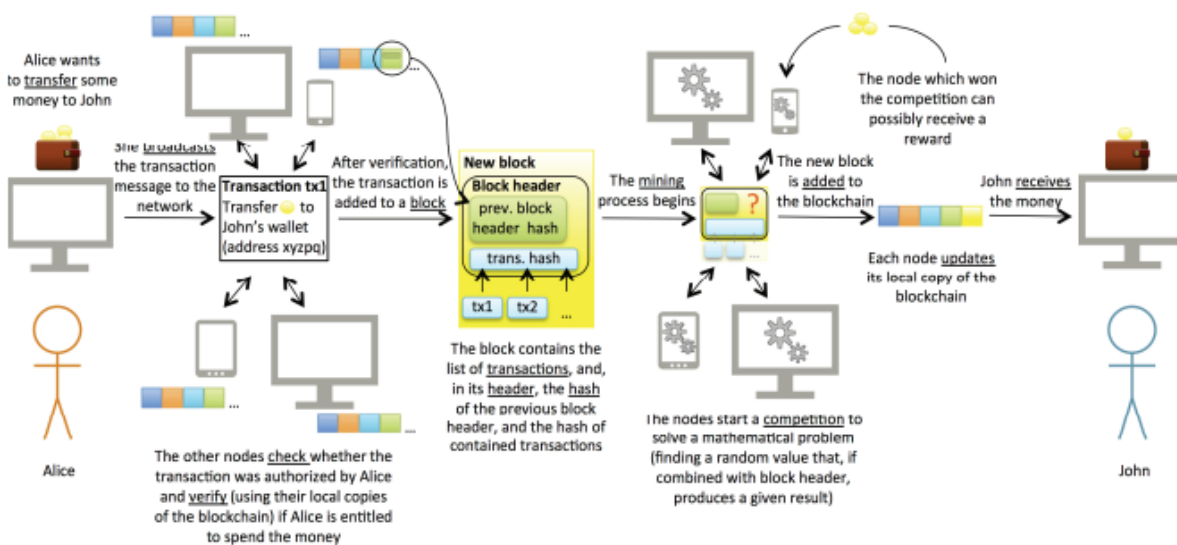 Alice wants
to transfer some
money to John
She broadcasts
the transaction
message to the
network
Alice
...
...
Transaction tx1
Transfer to
John's wallet
(address xyzpq)
...
...
The other nodes check whether the
transaction was authorized by Alice
and verify (using their local copies
of the blockchain) if Alice is entitled
to spend the money
After verification,
the transaction is
added to a block
New block
Block header
prev. block
header hash
trans. hash
tx1 tx2 ...
The block contains the
list of transactions, and,
in its header, the hash
of the previous block
header, and the hash of
contained transactions
The mining
process begins
?
...
The nodes start a competition to
solve a mathematical problem
(finding a random value that, if
combined with block header,
produces a given result)
The node which won
the competition can
possibly receive a
reward
The new block
is added to
the blockchain
Each node updates
its local copy of the
blockchain
John receives
the money
John